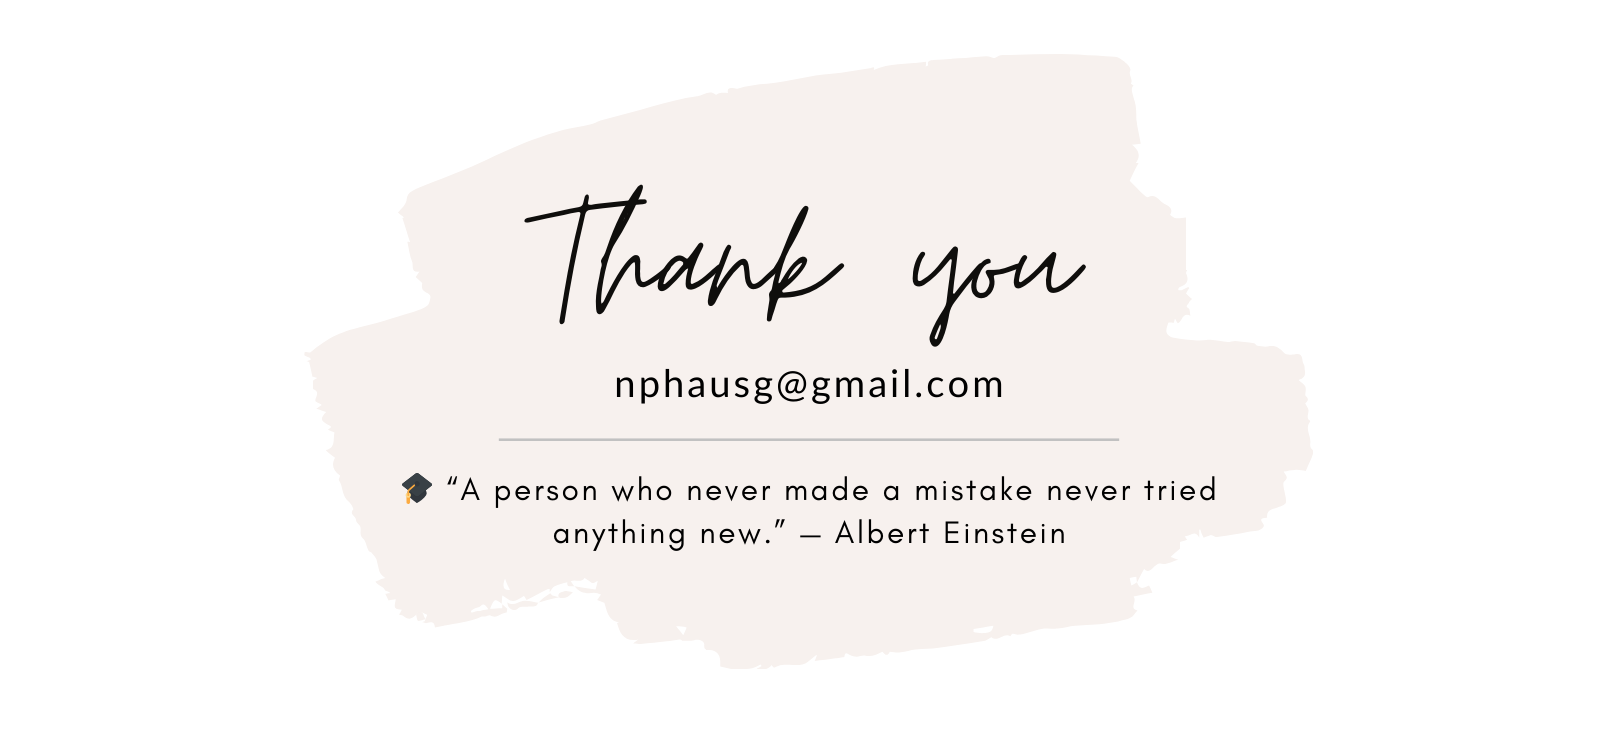 Thank you
nphausg@gmail.com
🎓 “A person who never made a mistake never tried
anything new.” — Albert Einstein